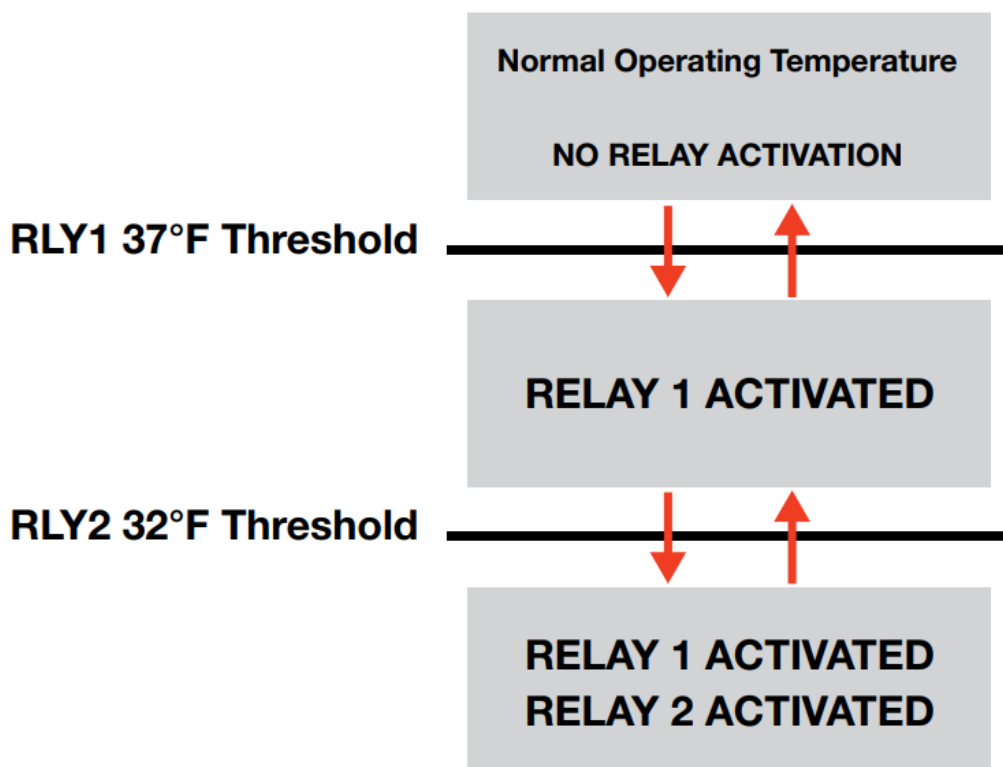 Normal Operating Temperature
NO RELAY ACTIVATION
RLY1 37°F Threshold
RELAY 1 ACTIVATED
RLY2 32°F Threshold
RELAY 1 ACTIVATED
RELAY 2 ACTIVATED